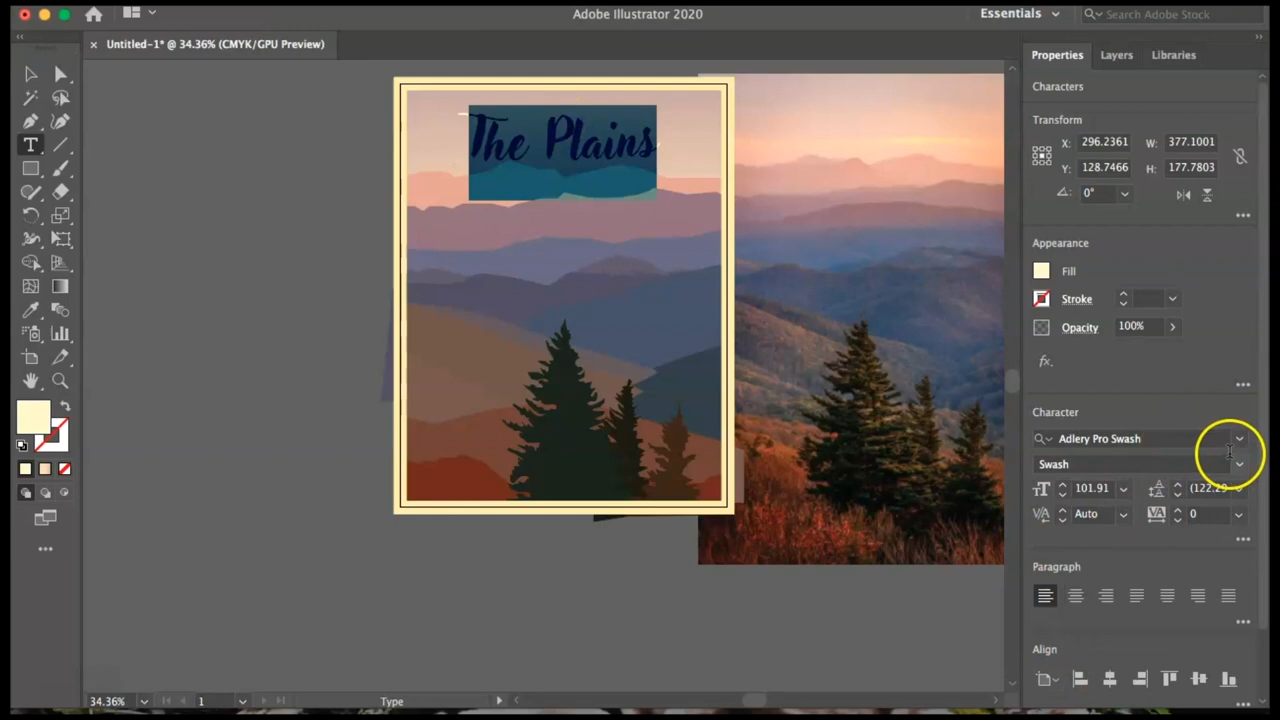 Adobe Illustrator 2020
Essentials
Search Adobe Stock
× Untitled-1* @ 34.36% (CMYK/GPU Preview)
Properties Layers Libraries
Characters
Transform
X: 296.2361 W: 377.1001
Y: 128.7466 H: 177.7803
0°
Appearance
Fill
Stroke
Opacity 100%
fx.
Character
Adlery Pro Swash
Swash
101.91 (122.29
Auto 0
Paragraph
Align
The Plains
T
34.36% 1 Type